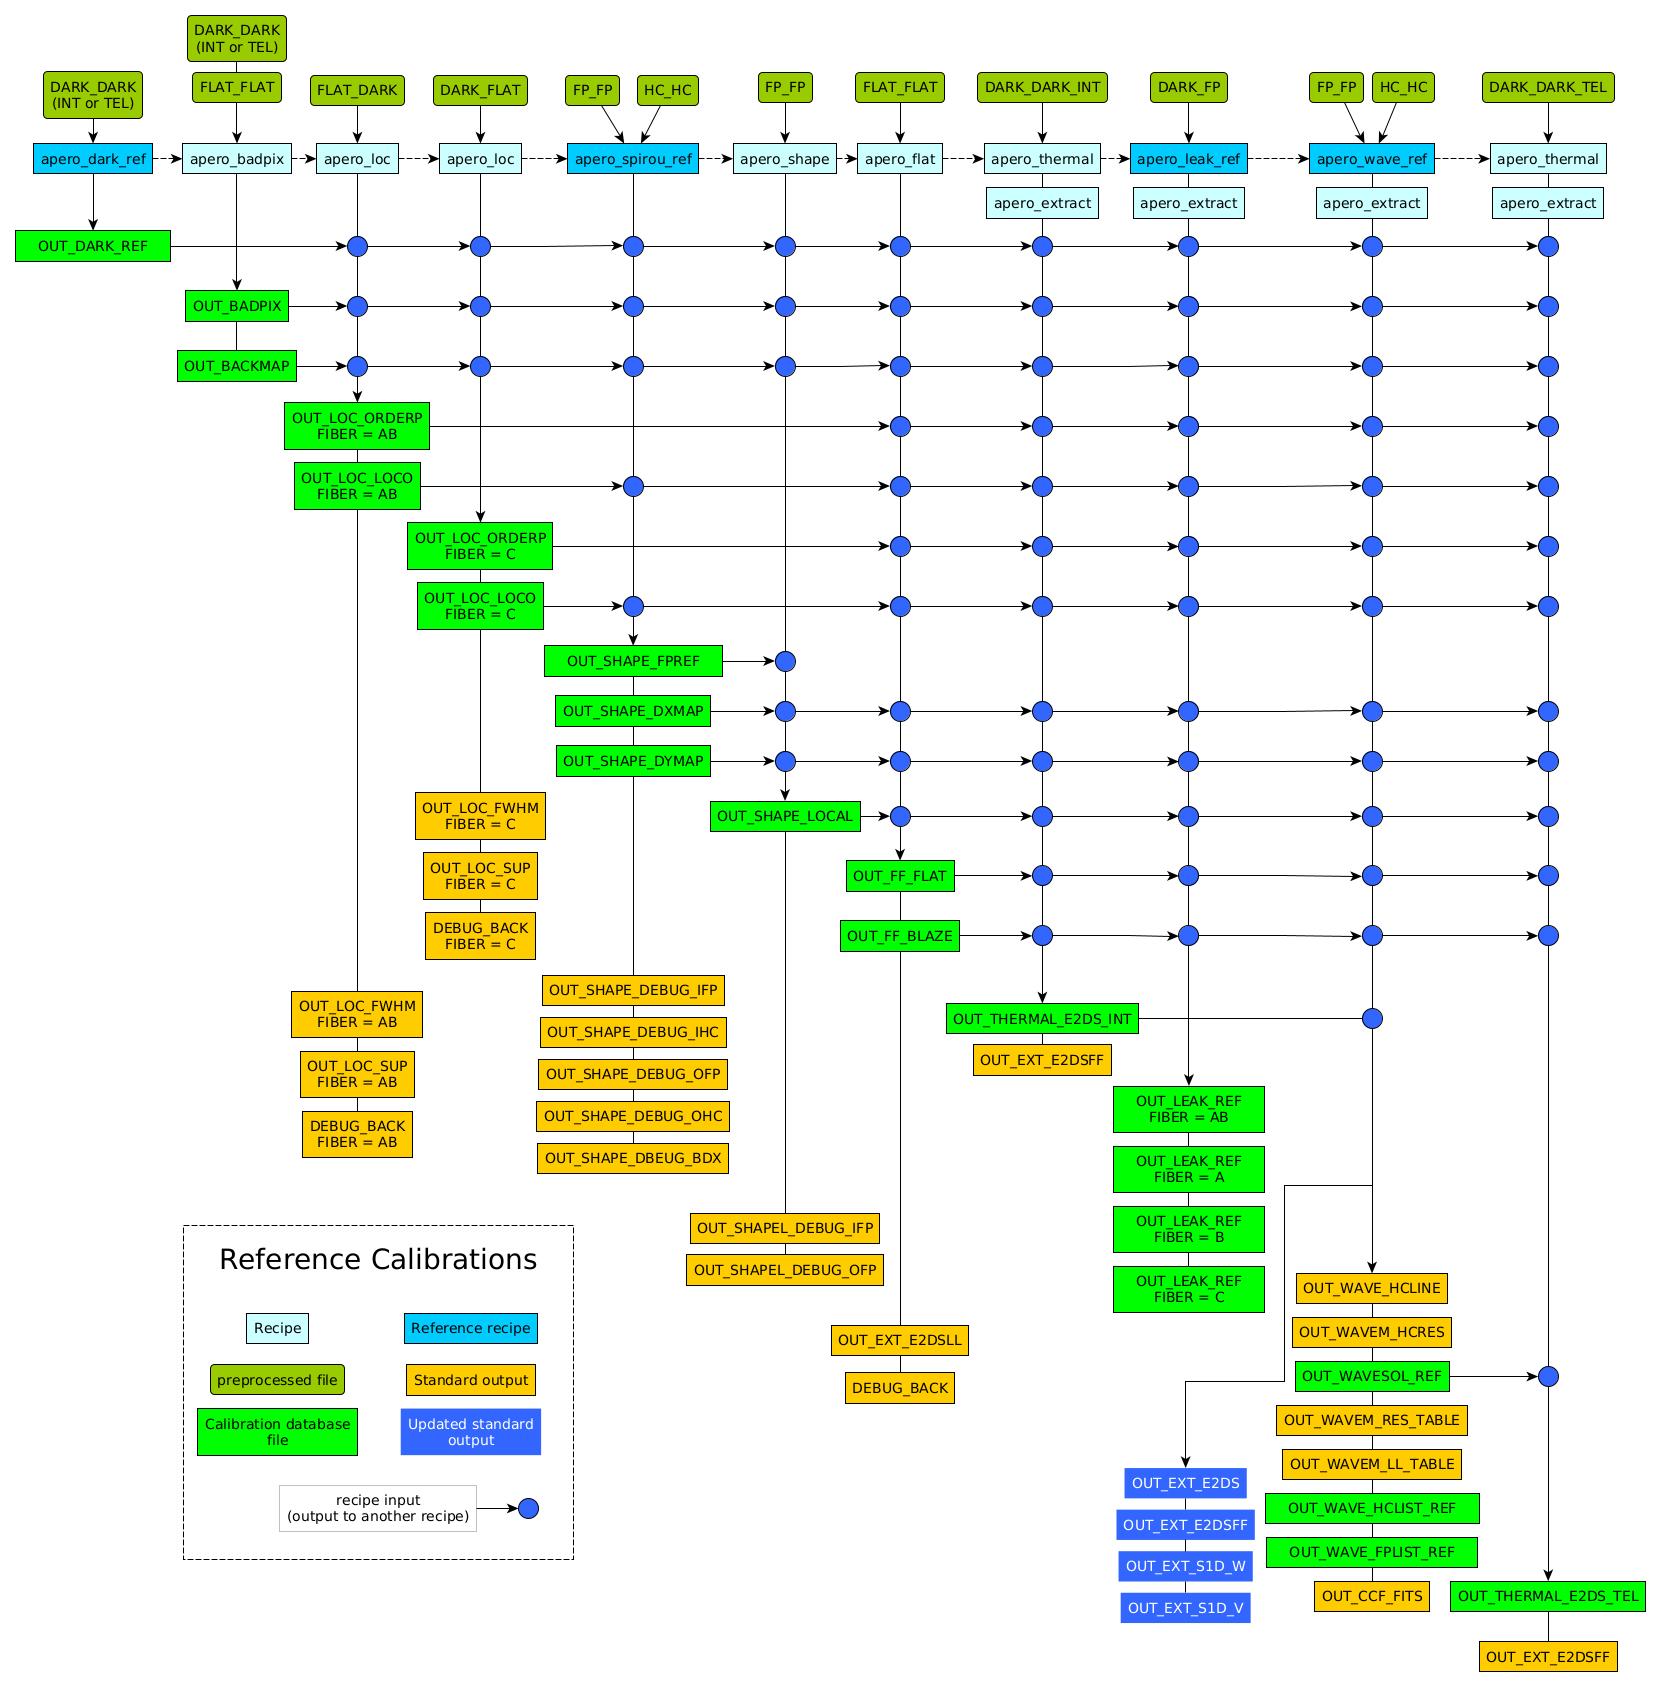 DARK_DARK
(INT or TEL)
DARK_DARK
(INT or TEL)
FLAT_FLAT
FLAT_DARK
DARK_FLAT
FP_FP
HC_HC
FP_FP
FLAT_FLAT
DARK_DARK_INT
DARK_FP
FP_FP
HC_HC
DARK_DARK_TEL
apero_dark_ref
apero_badpix
apero_loc
apero_loc
apero_spirou_ref
apero_shape
apero_flat
apero_thermal
apero_leak_ref
apero_wave_ref
apero_thermal
apero_extract
apero_extract
apero_extract
apero_extract
OUT_DARK_REF
OUT_BADPIX
OUT_BACKMAP
OUT_LOC_ORDERP
FIBER = AB
OUT_LOC_LOCO
FIBER = AB
OUT_LOC_ORDERP
FIBER = C
OUT_LOC_LOCO
FIBER = C
OUT_SHAPE_FPREF
OUT_SHAPE_DXMAP
OUT_SHAPE_DYMAP
OUT_LOC_FWHM
FIBER = C
OUT_SHAPE_LOCAL
OUT_LOC_SUP
FIBER = C
OUT_FF_FLAT
DEBUG_BACK
FIBER = C
OUT_FF_BLAZE
OUT_SHAPE_DEBUG_IFP
OUT_LOC_FWHM
FIBER = AB
OUT_THERMAL_E2DS_INT
OUT_SHAPE_DEBUG_IHC
OUT_EXT_E2DSFF
OUT_LOC_SUP
FIBER = AB
OUT_SHAPE_DEBUG_OFP
OUT_LEAK_REF
FIBER = AB
OUT_SHAPE_DEBUG_OHC
DEBUG_BACK
FIBER = AB
OUT_SHAPE_DBEUG_BDX
OUT_LEAK_REF
FIBER = A
OUT_LEAK_REF
FIBER = B
OUT_SHAPEL_DEBUG_IFP
OUT_SHAPEL_DEBUG_OFP
OUT_LEAK_REF
FIBER = C
OUT_WAVE_HCLINE
OUT_WAVEM_HCRES
OUT_EXT_E2DSLL
OUT_WAVESOL_REF
DEBUG_BACK
OUT_WAVEM_RES_TABLE
OUT_WAVEM_LL_TABLE
OUT_EXT_E2DS
OUT_WAVE_HCLIST_REF
OUT_EXT_E2DSFF
OUT_WAVE_FPLIST_REF
OUT_EXT_S1D_W
OUT_CCF_FITS
OUT_THERMAL_E2DS_TEL
OUT_EXT_S1D_V
OUT_EXT_E2DSFF
Reference Calibrations
Recipe
Reference recipe
preprocessed file
Standard output
Calibration database
file
Updated standard
output
recipe input
(output to another recipe)